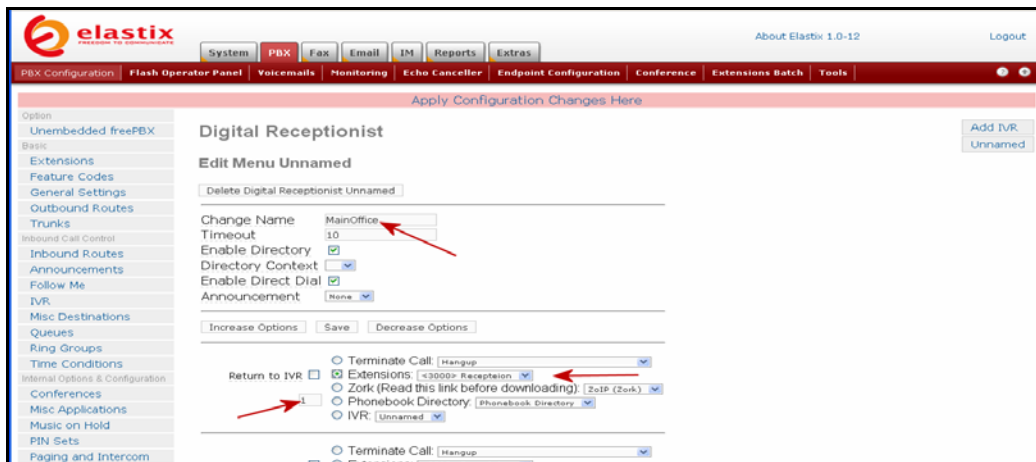 elastix
FREEDOM TO COMMUNICATE
About Elastix 1.0-12
Logout
System
PBX
Fax
Email
IM
Reports
Extras
PBX Configuration
Flash Operator Panel
Voicemails
Monitoring
Echo Canceller
Endpoint Configuration
Conference
Extensions Batch
Tools
Apply Configuration Changes Here
Option
Unembedded freePBX
Basic
Extensions
Feature Codes
General Settings
Outbound Routes
Trunks
Inbound Call Control
Inbound Routes
Announcements
Follow Me
IVR
Misc Destinations
Queues
Ring Groups
Time Conditions
Internal Options & Configuration
Conferences
Misc Applications
Music on Hold
PIN Sets
Paging and Intercom
Digital Receptionist
Add IVR
Unnamed
Edit Menu Unnamed
Delete Digital Receptionist Unnamed
Change Name MainOffice
Timeout 10
Enable Directory
Directory Context
Enable Direct Dial
Announcement None
Increase Options Save Decrease Options
Terminate Call: Hangup
Return to IVR Extensions: <3000> Recepteion
Zork (Read this link before downloading): ZoIP (Zork)
1 Phonebook Directory: Phonebook Directory
IVR: Unnamed
Terminate Call: Hangup